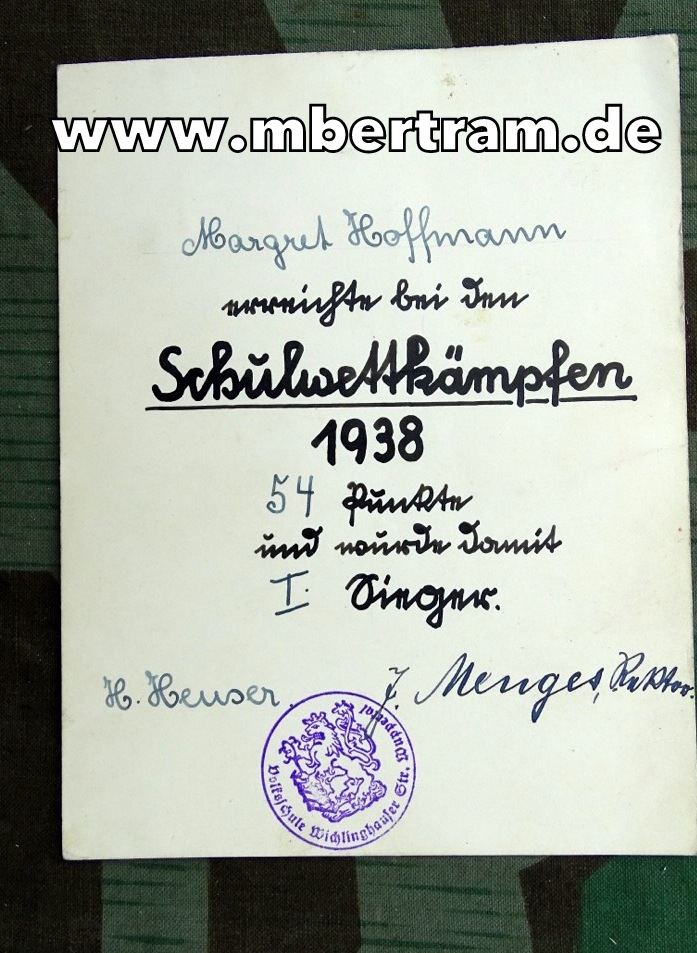 www.mbertram.de
Margret Hoffmann
erreichte bei den
Schulwettkämpfen
1938
54 Punkte
und wurde damit
I. Sieger.
H. Heuser.
J. Menges, Rektor.
Volksschule Wichlinghauser Str. Wuppertal